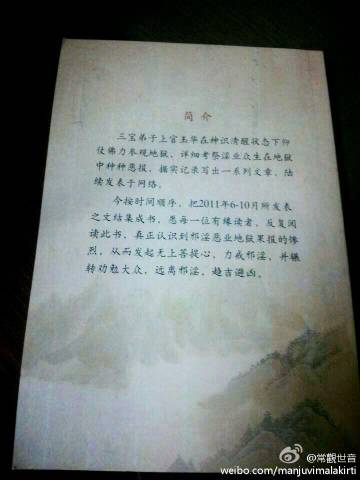 简介
三宝弟子上官玉华在神识清醒状态下仰
仗佛力参观地狱，详细考察淫业众生在地狱
中种种恶报，据实记录写出一系列文章，陆
续发表于网络。
今按时间顺序，把2011年6-10月所发表
之文结集成书，愿每一位有缘读者，反复阅
读此书，真正认识到邪淫恶业地狱果报的惨
烈，从而发起无上菩提心，力戒邪淫，并辗
转劝勉大众，远离邪淫，趋吉避凶。
@常觀世音
weibo.com/manjuvimalakirti